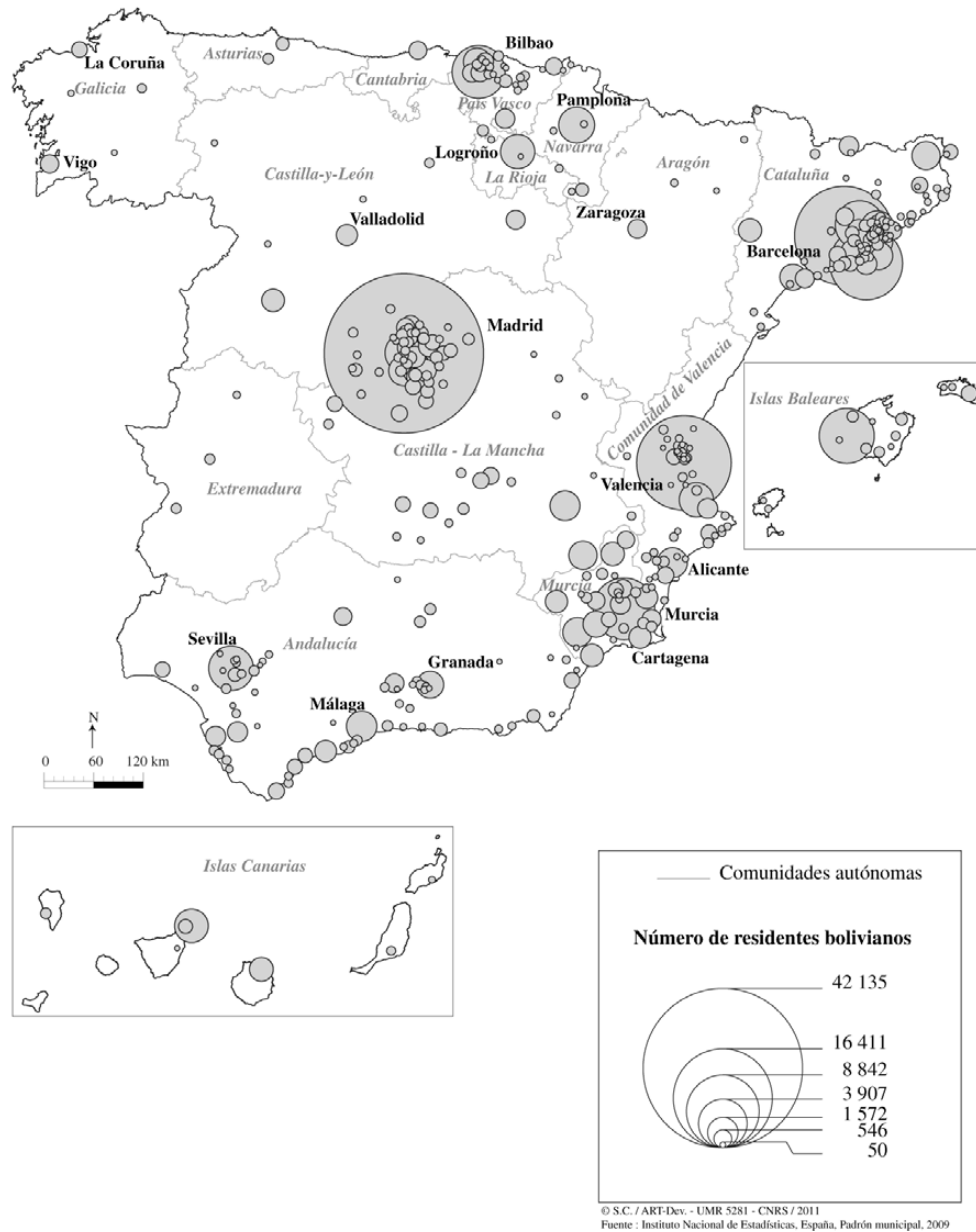 Bilbao
Asturias
La Coruña
Cantabria
Galicia
País Vasco
Pamplona
Navarra
Vigo
Logroño
Aragón
Castilla-y-León
La Rioja
Cataluña
Zaragoza
Valladolid
Barcelona
Madrid
Comunidad de Valencia
Islas Baleares
Castilla - La Mancha
Valencia
Extremadura
Alicante
Murcia
Murcia
Sevilla
Andalucía
Cartagena
Granada
Málaga
N
0 60 120 km
Islas Canarias
Comunidades autónomas
Número de residentes bolivianos
42 135
16 411
8 842
3 907
1 572
546
50
© S.C. / ART-Dev. - UMR 5281 - CNRS / 2011
Fuente : Instituto Nacional de Estadísticas, España, Padrón municipal, 2009